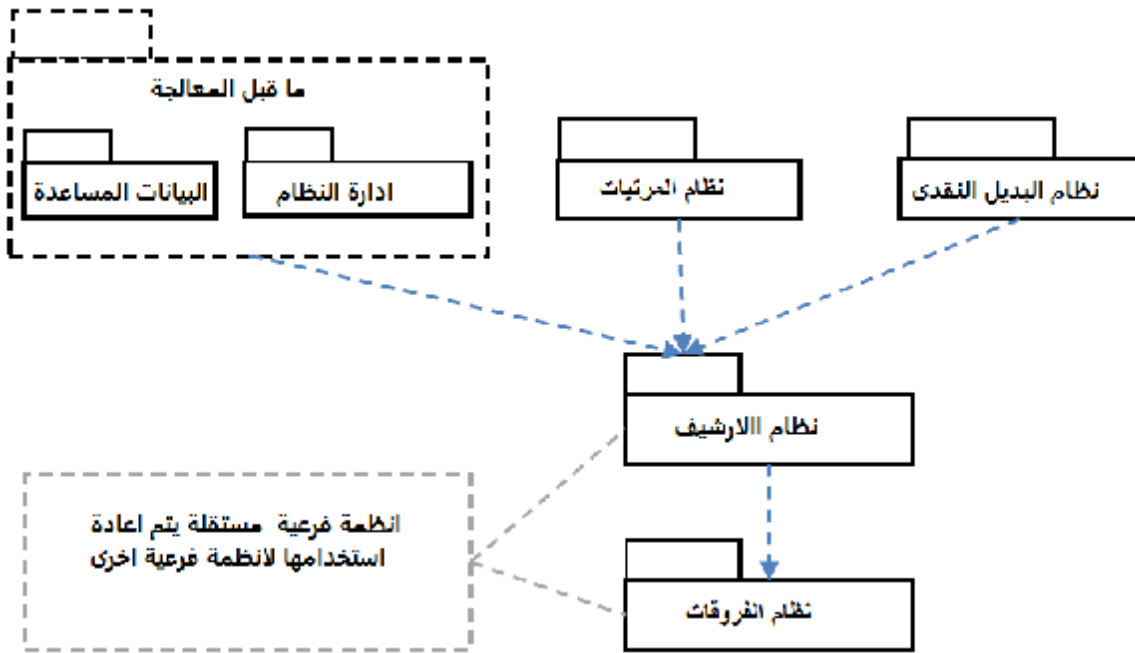 ما قبل المعالجة
البيانات المساعدة
ادارة النظام
نظام المرتبات
نظام البديل النقدى
نظام االارشيف
انظمة فرعية مستقلة يتم اعادة
استخدامها لانظمة فرعية اخرى
نظام الفروقات